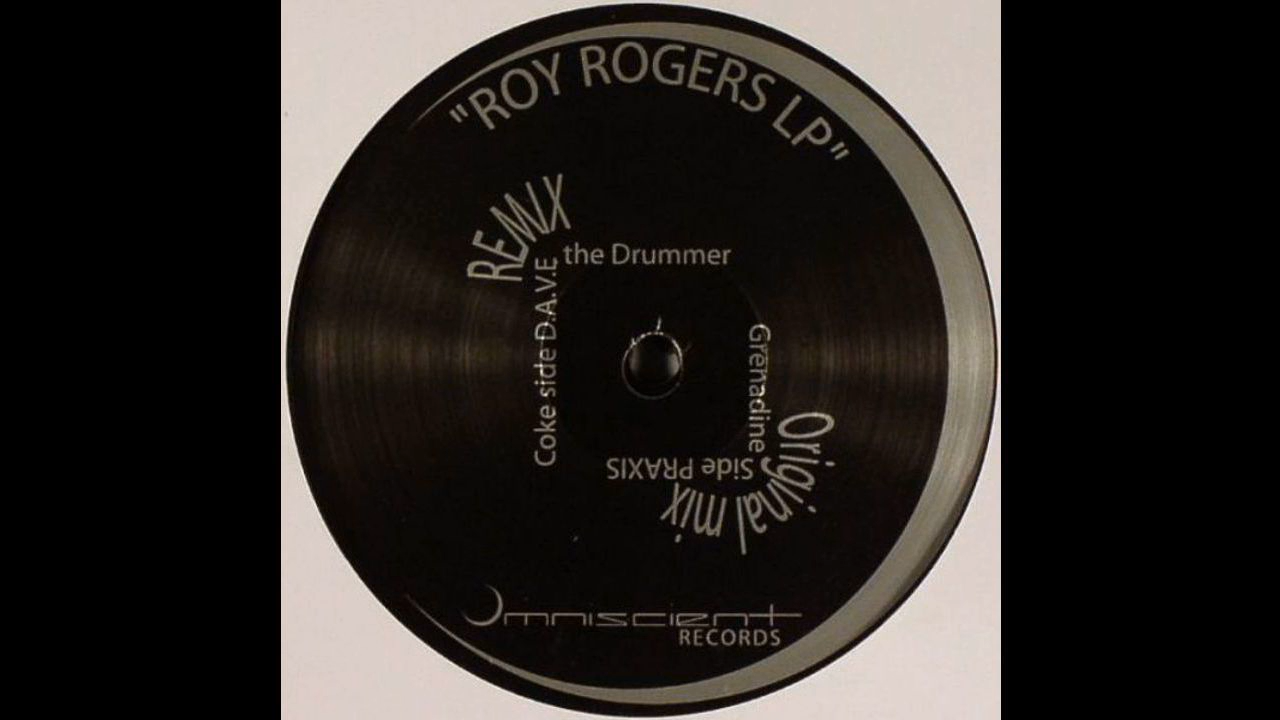 "ROY ROGERS LP"
REMIX
Coke side D.A.V.E
the Drummer
Grenadine
Side PRAXIS
Original mix
Omniscient
RECORDS